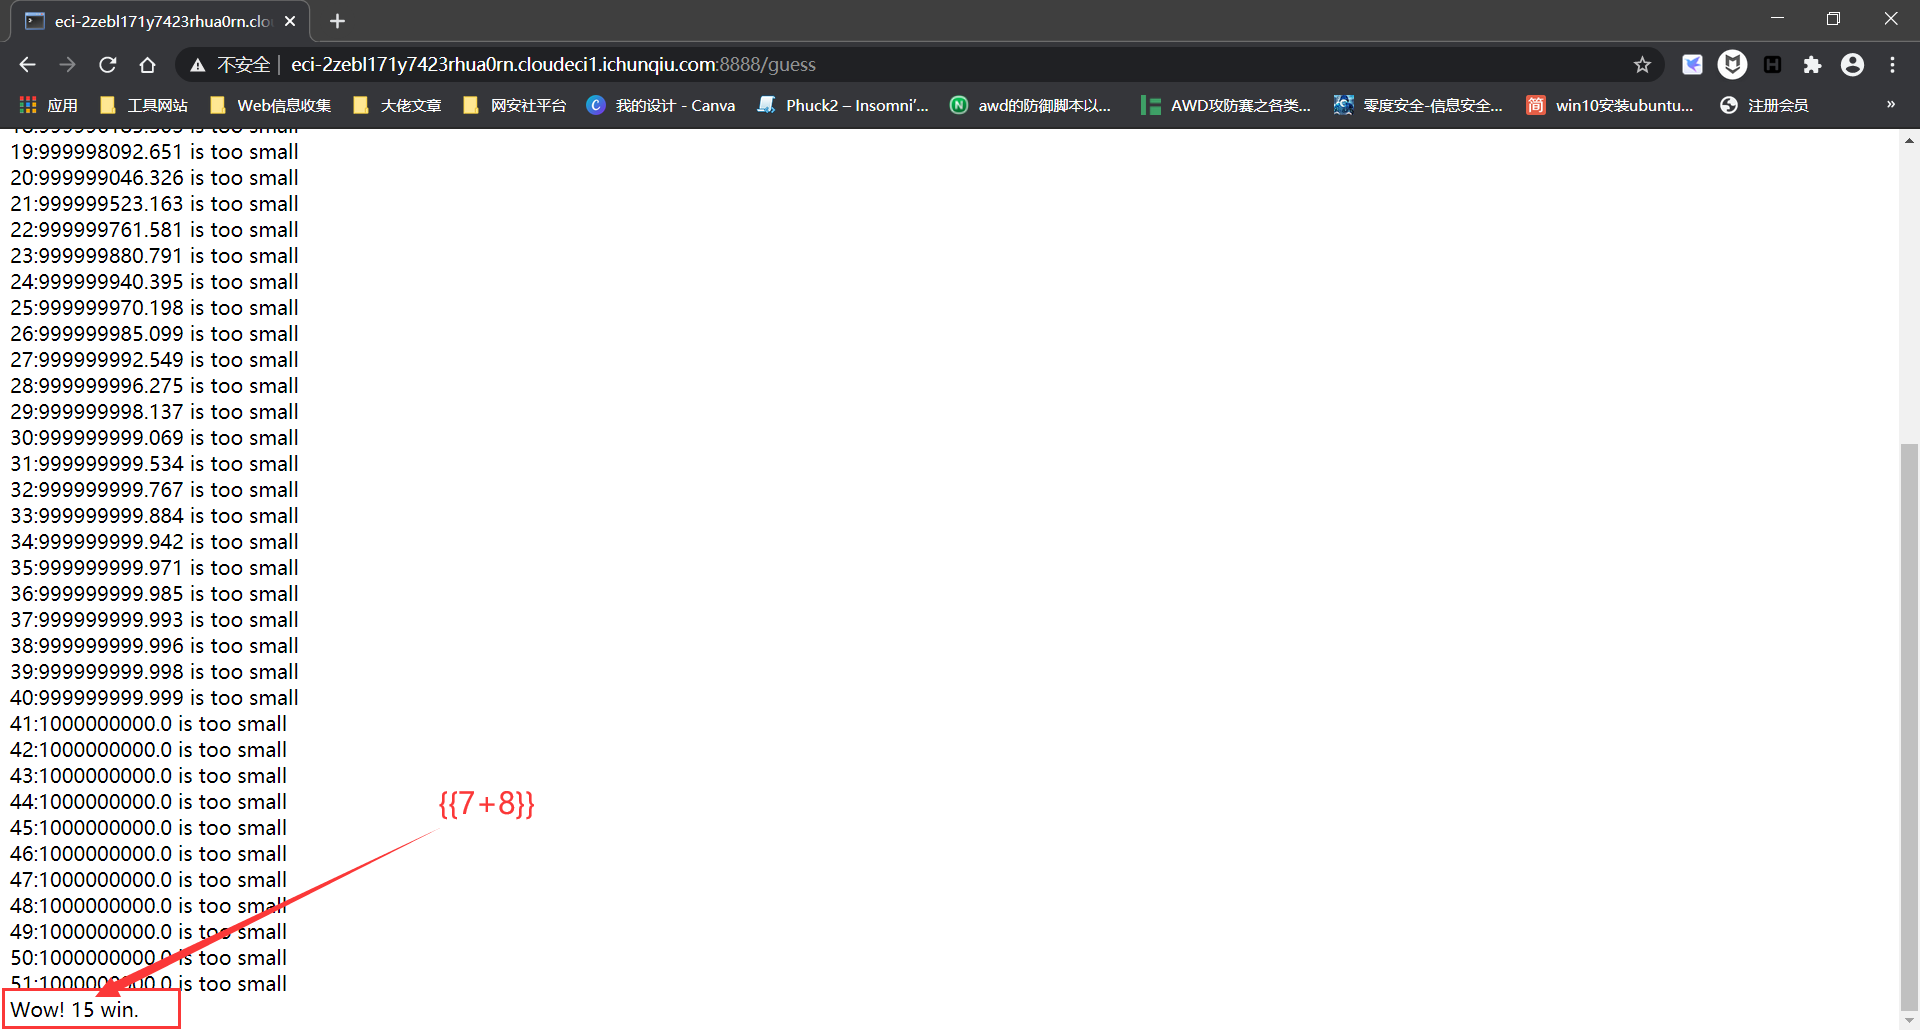 eci-2zebl171y7423rhua0rn.clou
不安全 eci-2zebl171y7423rhua0rn.cloudeci1.ichunqiu.com:8888/guess
应用 工具网站 Web信息收集 大佬文章 网安社平台 我的设计 - Canva Phuck2 – Insomni'... awd的防御脚本以... AWD攻防赛之各类... 零度安全-信息安全... win10安装ubuntu... 注册会员 »
19:999998092.651 is too small
20:999999046.326 is too small
21:999999523.163 is too small
22:999999761.581 is too small
23:999999880.791 is too small
24:999999940.395 is too small
25:999999970.198 is too small
26:999999985.099 is too small
27:999999992.549 is too small
28:999999996.275 is too small
29:999999998.137 is too small
30:999999999.069 is too small
31:999999999.534 is too small
32:999999999.767 is too small
33:999999999.884 is too small
34:999999999.942 is too small
35:999999999.971 is too small
36:999999999.985 is too small
37:999999999.993 is too small
38:999999999.996 is too small
39:999999999.998 is too small
40:999999999.999 is too small
41:1000000000.0 is too small
42:1000000000.0 is too small
43:1000000000.0 is too small
44:1000000000.0 is too small
{{7+8}}
45:1000000000.0 is too small
46:1000000000.0 is too small
47:1000000000.0 is too small
48:1000000000.0 is too small
49:1000000000.0 is too small
50:1000000000.0 is too small
51:1000000000.0 is too small
Wow! 15 win.